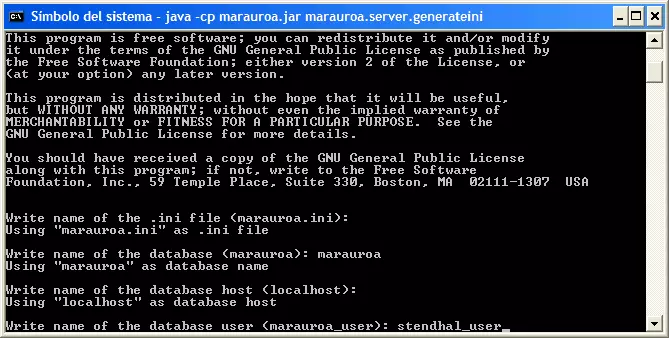 Símbolo del sistema - java -cp marauroa.jar marauroa.server.generateini
This program is free software; you can redistribute it and/or modify
it under the terms of the GNU General Public License as published by
the Free Software Foundation; either version 2 of the License, or
(at your option) any later version.
This program is distributed in the hope that it will be useful,
but WITHOUT ANY WARRANTY; without even the implied warranty of
MERCHANTABILITY or FITNESS FOR A PARTICULAR PURPOSE.  See the
GNU General Public License for more details.
You should have received a copy of the GNU General Public License
along with this program; if not, write to the Free Software
Foundation, Inc., 59 Temple Place, Suite 330, Boston, MA  02111-1307  USA
Write name of the .ini file (marauroa.ini):
Using "marauroa.ini" as .ini file
Write name of the database (marauroa): marauroa
Using "marauroa" as database name
Write name of the database host (localhost):
Using "localhost" as database host
Write name of the database user (marauroa_user): stendhal_user_